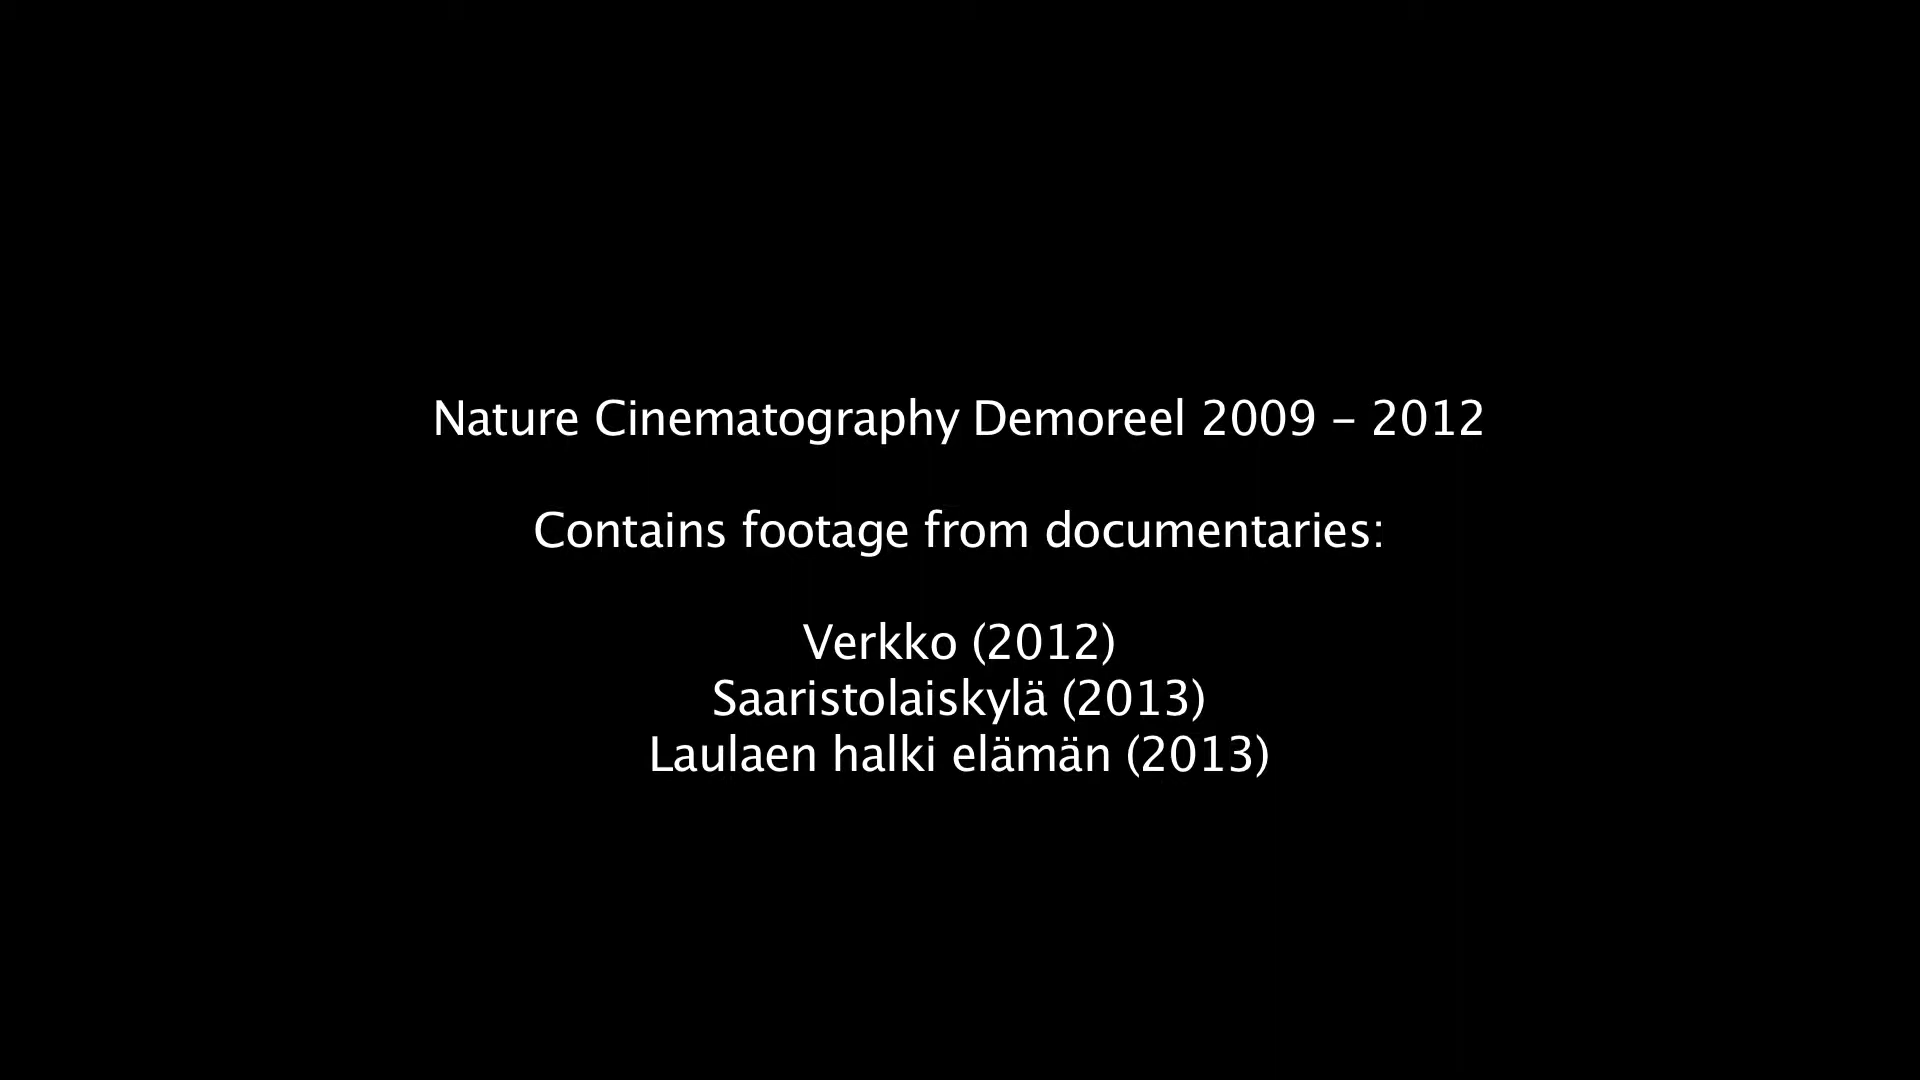 Nature Cinematography Demoreel 2009 – 2012
Contains footage from documentaries:
Verkko (2012)
Saaristolaiskylä (2013)
Laulaen halki elämän (2013)